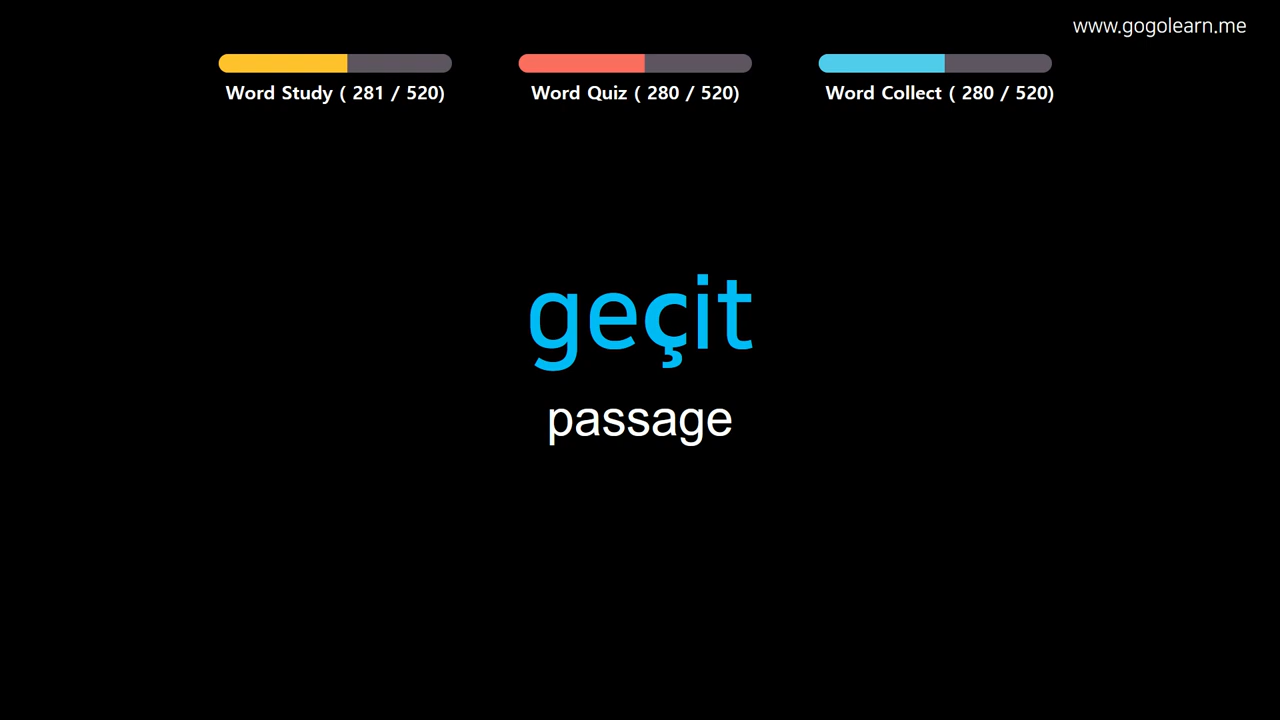 www.gogolearn.me
Word Study ( 281 / 520)
Word Quiz ( 280 / 520)
Word Collect ( 280 / 520)
geçit
passage